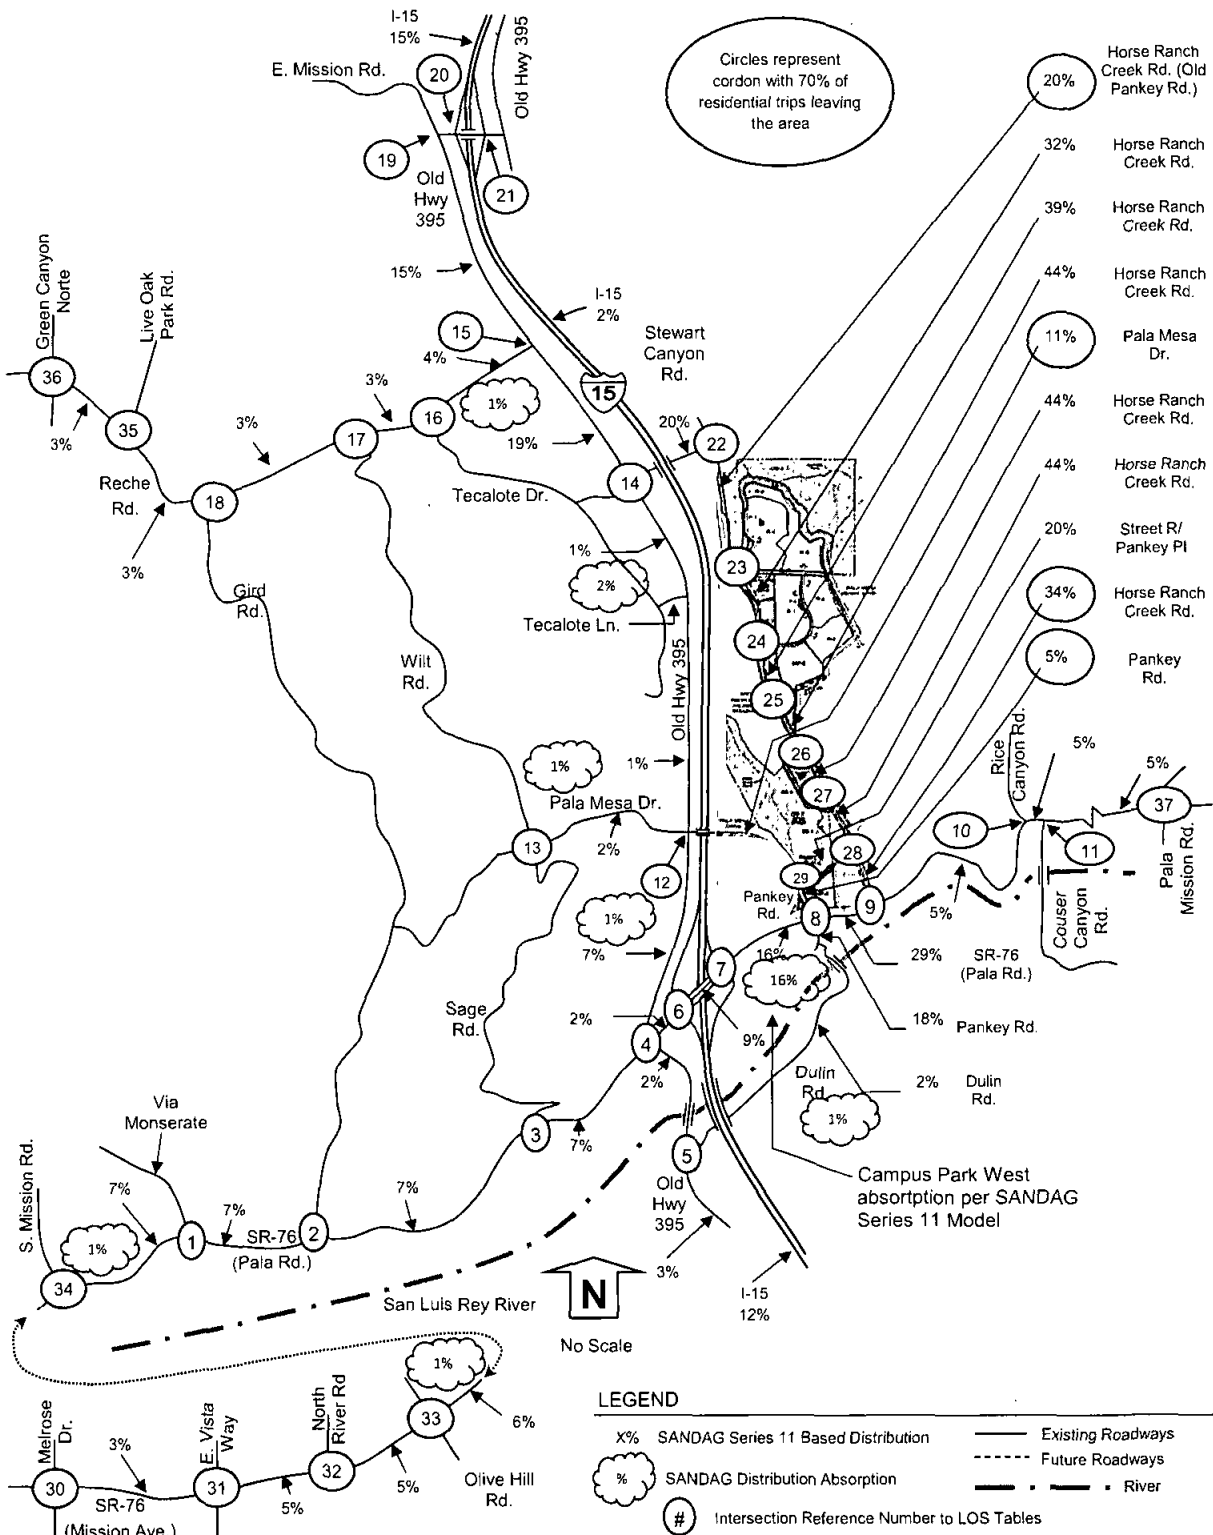 I-15
15%
Old Hwy 395
E. Mission Rd.
20
19
Old
Hwy
395
21
Circles represent
cordon with 70% of
residential trips leaving
the area
20%
Horse Ranch
Creek Rd. (Old
Pankey Rd.)
32%
Horse Ranch
Creek Rd.
39%
Horse Ranch
Creek Rd.
44%
Horse Ranch
Creek Rd.
11%
Pala Mesa
Dr.
44%
Horse Ranch
Creek Rd.
44%
Horse Ranch
Creek Rd.
20%
Street R/
Pankey Pl
34%
Horse Ranch
Creek Rd.
5%
Pankey
Rd.
15%
I-15
2%
Stewart
Canyon
Rd.
15
Green Canyon
Norte
Live Oak
Park Rd.
36
3%
35
Reche
Rd.
3%
18
3%
17
3%
16
15
4%
1%
19%
20%
22
14
Tecalote Dr.
1%
2%
Tecalote Ln.
Gird
Rd.
Wilt
Rd.
Old Hwy 395
23
24
25
26
27
28
29
1%
1%
Pala Mesa Dr.
13
2%
12
1%
7%
Pankey
Rd.
8
9
16%
16%
5%
10
Rice
Canyon Rd.
5%
5%
37
11
Pala
Mission Rd.
Couser
Canyon
Rd.
29%
SR-76
(Pala Rd.)
18%
Pankey Rd.
2%
Dulin
Rd.
Dulin
Rd.
1%
7
6
9%
2%
4
2%
Sage
Rd.
3
7%
5
Old
Hwy
395
3%
I-15
12%
Campus Park West
absortption per SANDAG
Series 11 Model
Via
Monserate
S. Mission Rd.
7%
1%
34
1
7%
SR-76
(Pala Rd.)
2
7%
San Luis Rey River
N
No Scale
1%
33
6%
Olive Hill
Rd.
Melrose
Dr.
30
3%
SR-76
(Mission Ave.)
E. Vista
Way
31
5%
North
River Rd
32
5%
LEGEND
X% SANDAG Series 11 Based Distribution
% SANDAG Distribution Absorption
# Intersection Reference Number to LOS Tables
Existing Roadways
Future Roadways
River